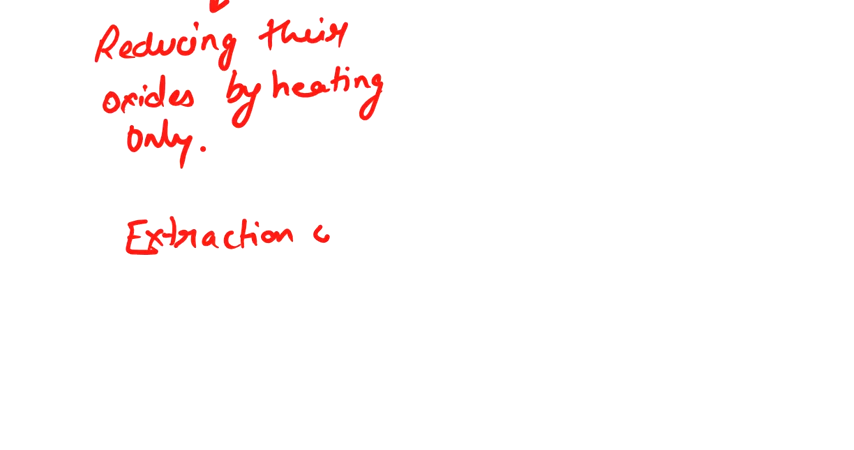 Reducing their
oxides by heating
only.
Extraction